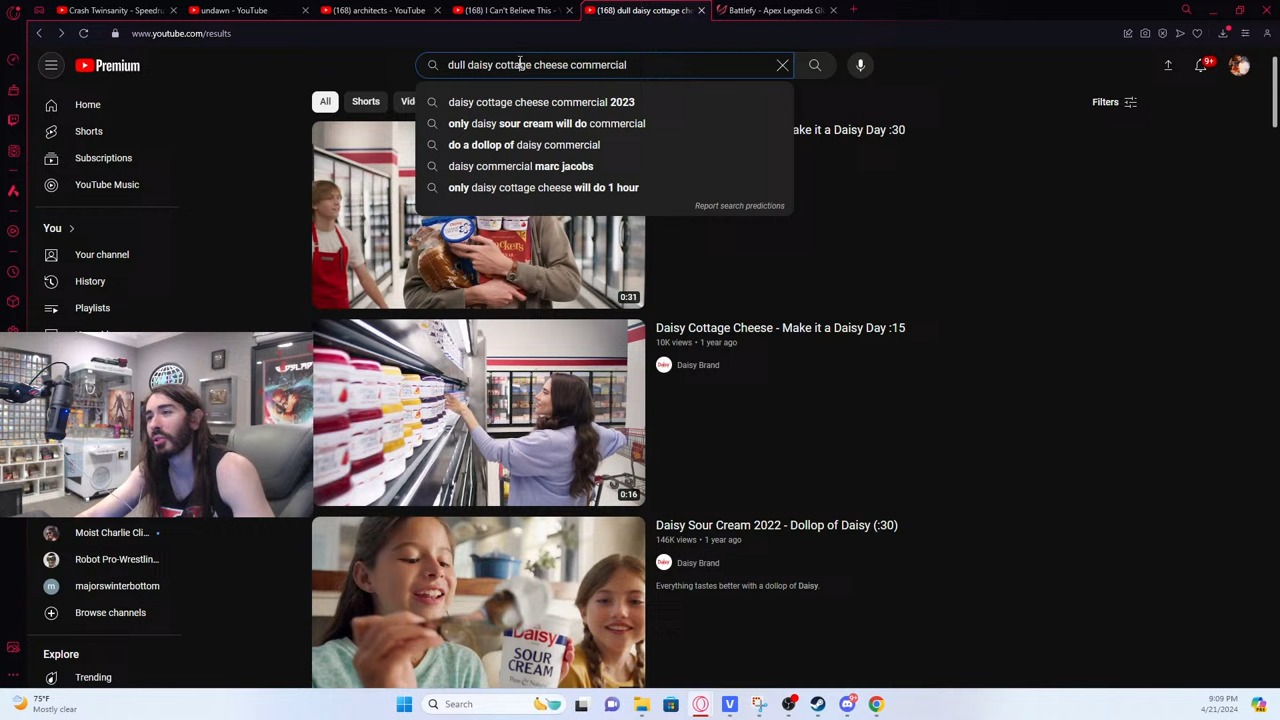 Crash Twinsanity - Speedru
undawn - YouTube
(168) architects - YouTube
(168) I Can't Believe This -
(168) dull daisy cottage ch
Battlefy - Apex Legends Gl
www.youtube.com/results
Premium
dull daisy cottage cheese commercial
9+
All
Shorts
Vid
Filters
daisy cottage cheese commercial 2023
only daisy sour cream will do commercial
do a dollop of daisy commercial
daisy commercial marc jacobs
only daisy cottage cheese will do 1 hour
Report search predictions
ake it a Daisy Day :30
Home
Shorts
Subscriptions
YouTube Music
You
Your channel
History
Playlists
0:31
Daisy Cottage Cheese - Make it a Daisy Day :15
10K views • 1 year ago
Daisy Brand
0:16
Daisy Sour Cream 2022 - Dollop of Daisy (:30)
146K views • 1 year ago
Daisy Brand
Everything tastes better with a dollop of Daisy.
Daisy
SOUR
CREAM
Moist Charlie Cli...
Robot Pro-Wrestlin...
m
majorswinterbottom
Browse channels
Explore
Trending
75°F
Mostly clear
Search
9:09 PM
4/21/2024